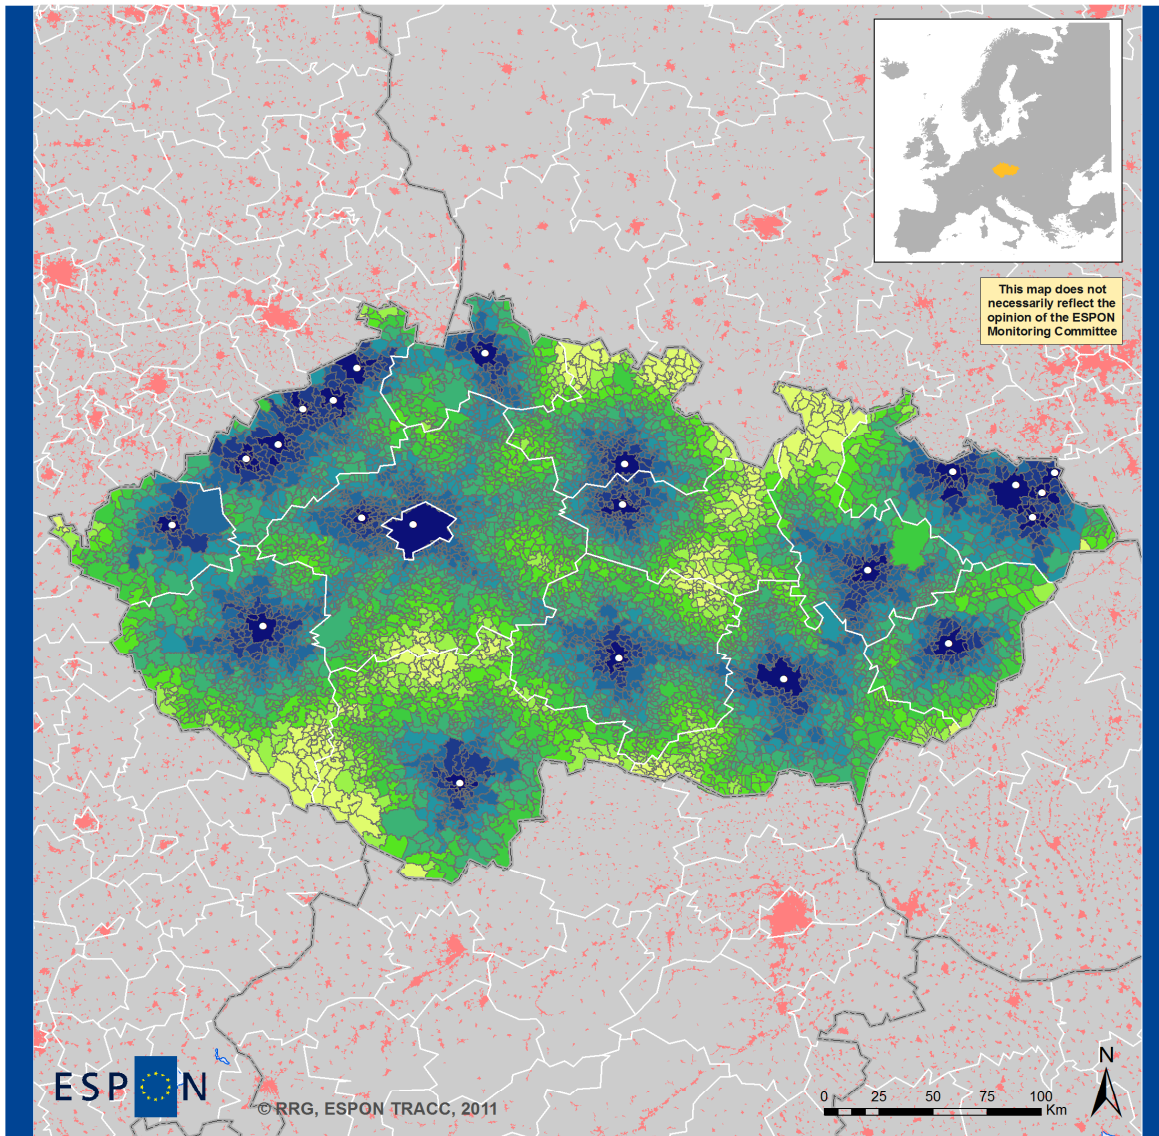 This map does not
necessarily reflect the
opinion of the ESPON
Monitoring Committee
ESPON
© RRG, ESPON TRACC, 2011
N
0 25 50 75 100
Km